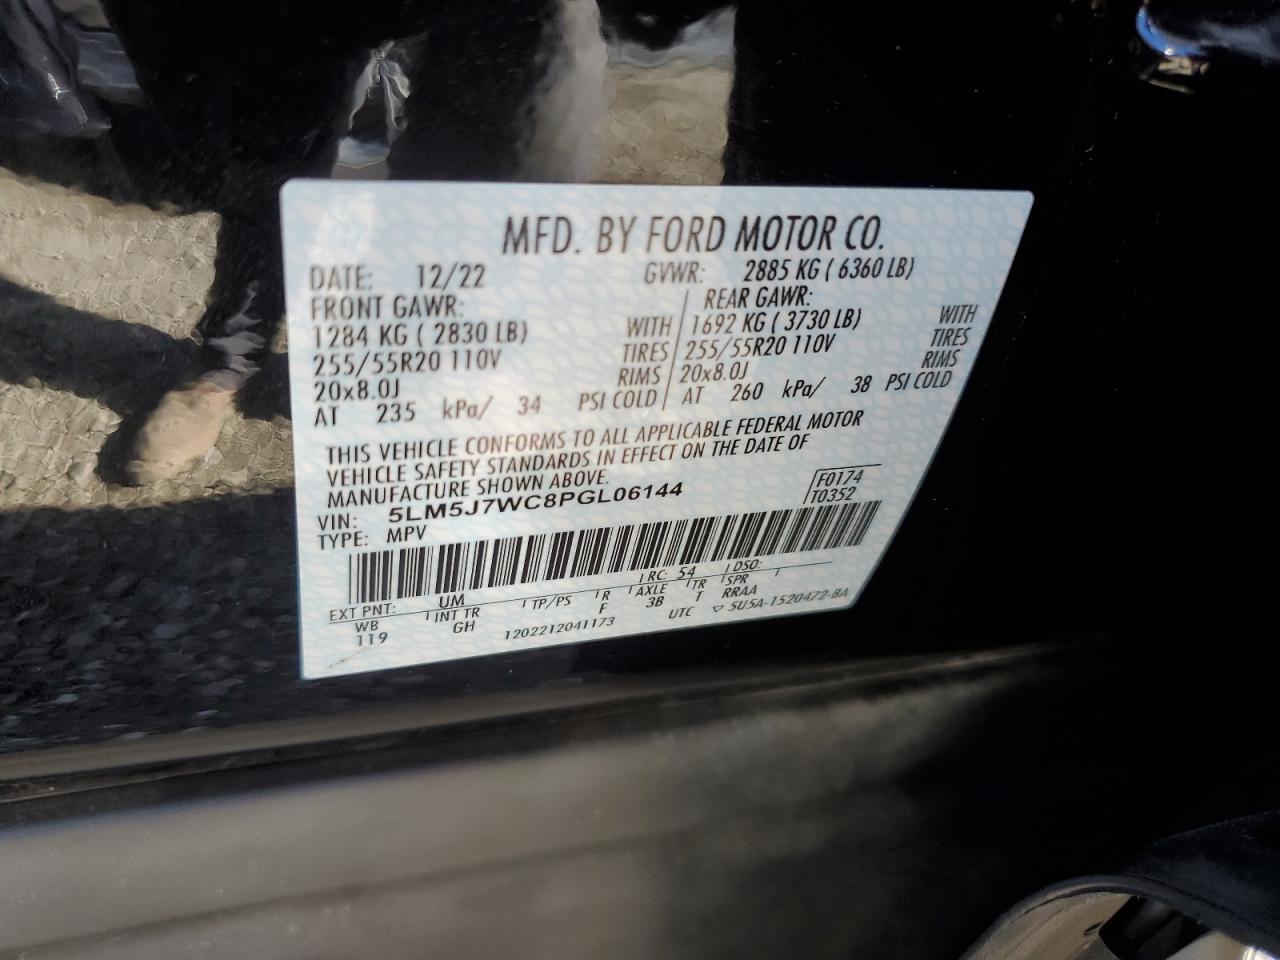 MFD. BY FORD MOTOR CO.
DATE: 12/22 GVWR: 2885 KG ( 6360 LB)
FRONT GAWR: REAR GAWR:
1284 KG ( 2830 LB) WITH 1692 KG ( 3730 LB) WITH
255/55R20 110V TIRES 255/55R20 110V TIRES
20x8.0J RIMS 20x8.0J RIMS
AT 235 kPa/ 34 PSI COLD AT 260 kPa/ 38 PSI COLD
THIS VEHICLE CONFORMS TO ALL APPLICABLE FEDERAL MOTOR
VEHICLE SAFETY STANDARDS IN EFFECT ON THE DATE OF
MANUFACTURE SHOWN ABOVE.
VIN: 5LM5J7WC8PGL06144 F0174
TYPE: MPV T0352
EXT PNT: UM RC: 54 DSO:
WB INT TR TP/PS R AXLE TR SPR
119 GH F 3B T RRAA
1202212041173 UTC ▽ 5U5A-1520472-BA